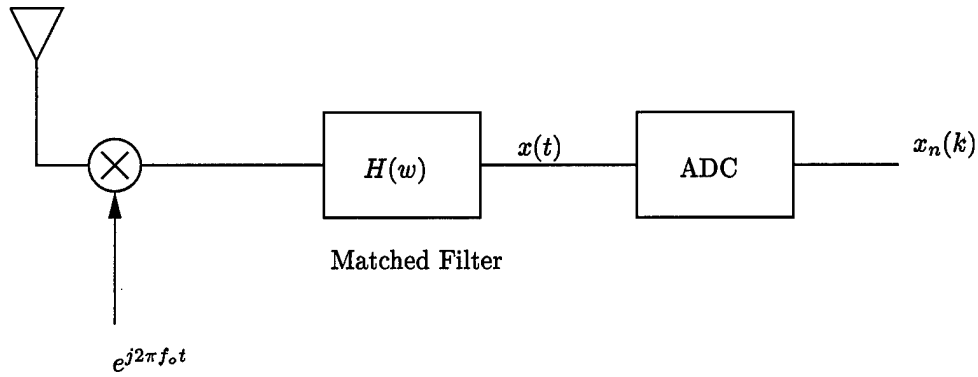 x(t)
x_n(k)
H(w)
ADC
Matched Filter
e^{j2πf_o t}